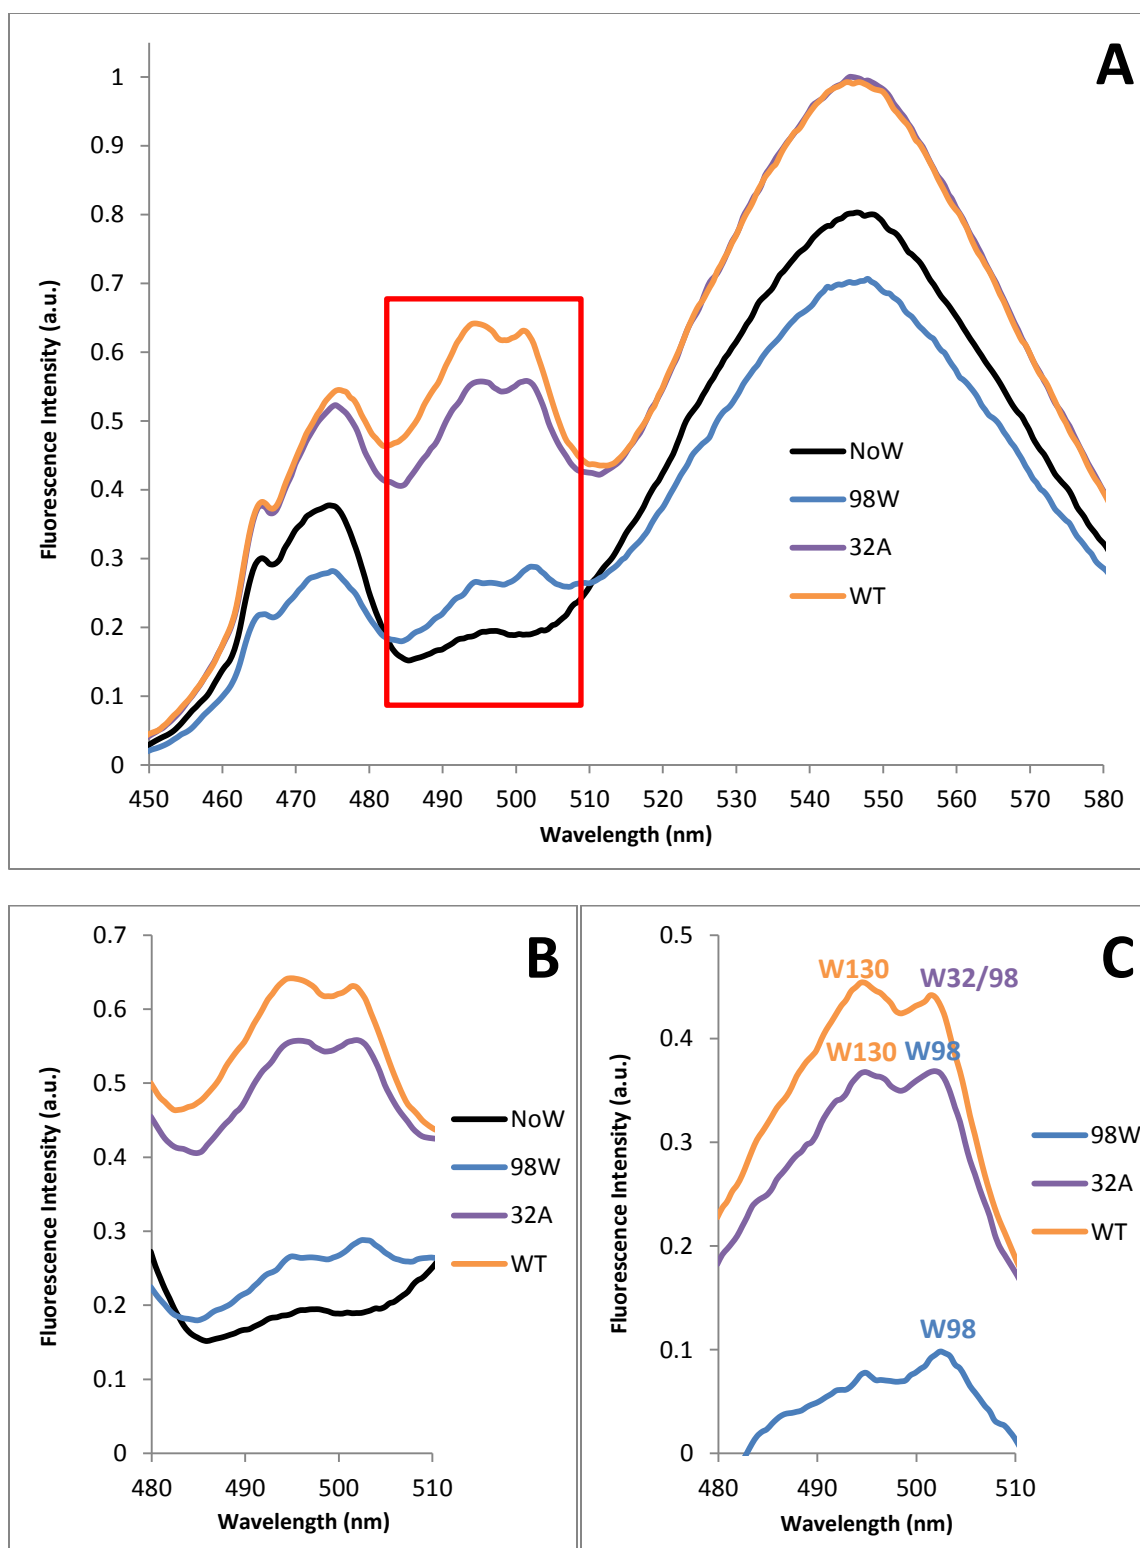 A
1
0.9
0.8
0.7
0.6
0.5
0.4
0.3
0.2
0.1
0
Fluorescence Intensity (a.u.)
NoW
98W
32A
WT
450 460 470 480 490 500 510 520 530 540 550 560 570 580
Wavelength (nm)
B
0.7
0.6
0.5
0.4
0.3
0.2
0.1
0
Fluorescence Intensity (a.u.)
NoW
98W
32A
WT
480 490 500 510
Wavelength (nm)
C
0.5
0.4
0.3
0.2
0.1
0
Fluorescence Intensity (a.u.)
W130 W32/98
W130 W98
W98
98W
32A
WT
480 490 500 510
Wavelength (nm)